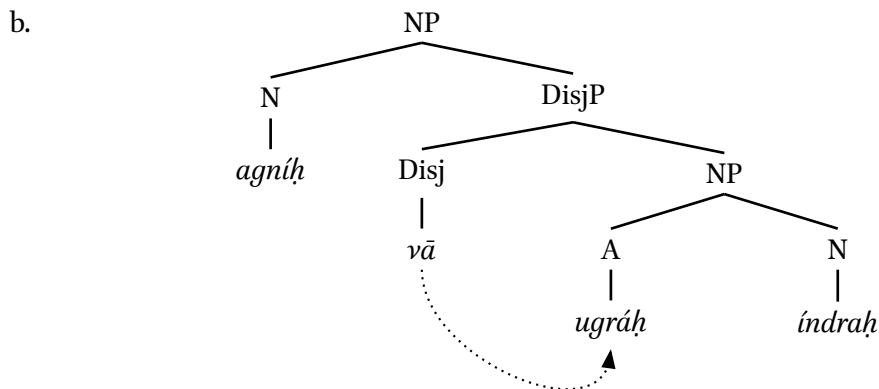 b.
NP
N DisjP
agníḥ Disj NP
vā A N
ugráḥ índraḥ